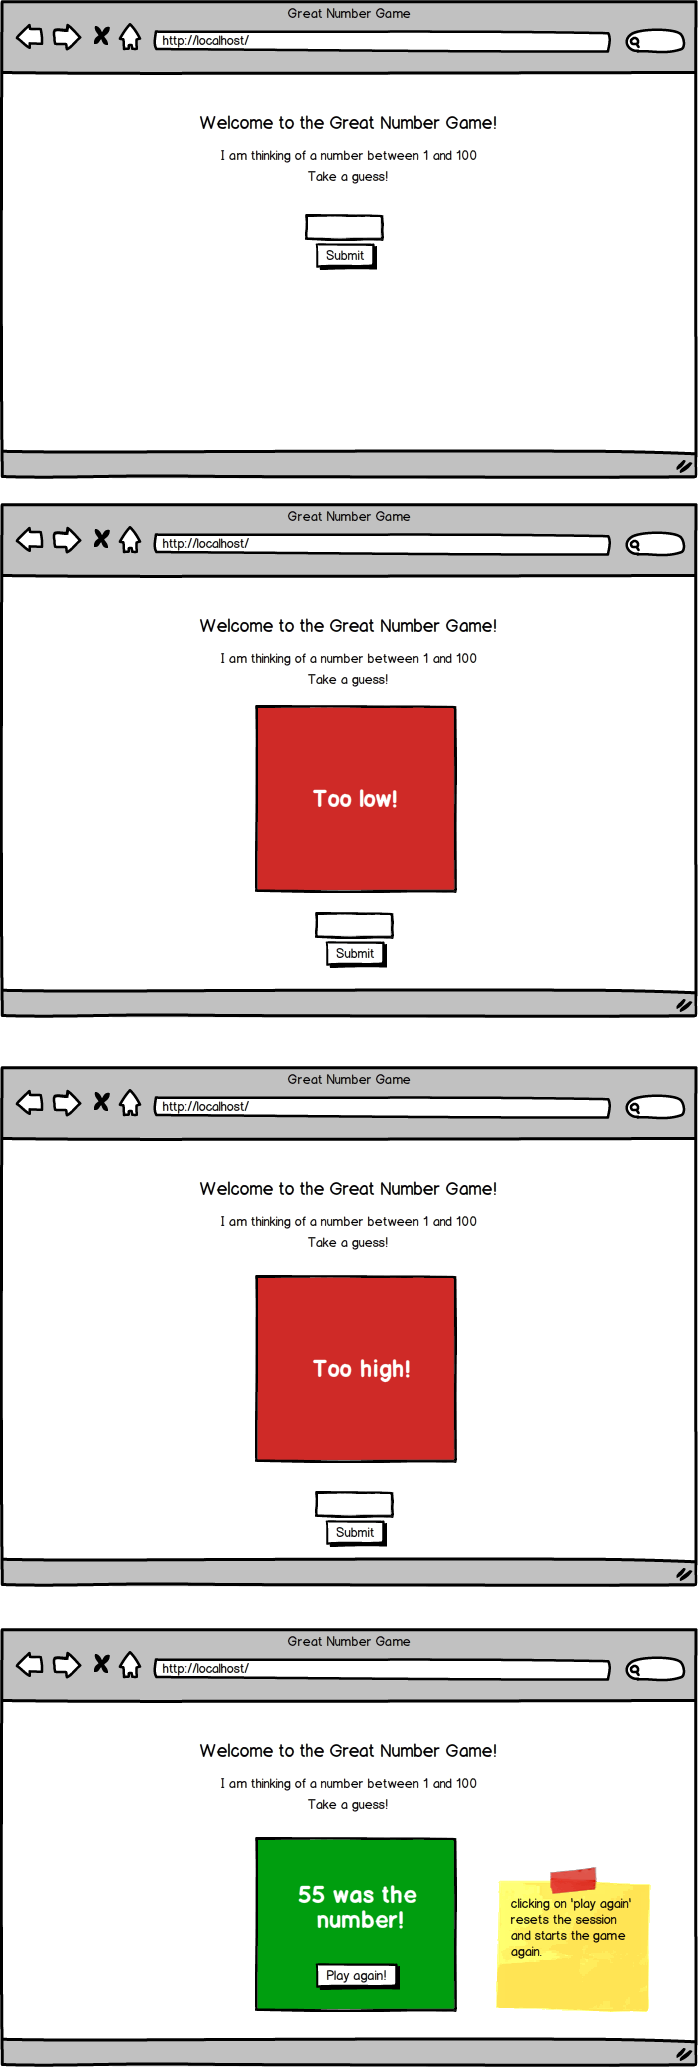 Great Number Game
http://localhost/
Welcome to the Great Number Game!
I am thinking of a number between 1 and 100
Take a guess!
Submit
Great Number Game
http://localhost/
Welcome to the Great Number Game!
I am thinking of a number between 1 and 100
Take a guess!
Too low!
Submit
Great Number Game
http://localhost/
Welcome to the Great Number Game!
I am thinking of a number between 1 and 100
Take a guess!
Too high!
Submit
Great Number Game
http://localhost/
Welcome to the Great Number Game!
I am thinking of a number between 1 and 100
Take a guess!
55 was the
number!
Play again!
clicking on 'play again'
resets the session
and starts the game
again.